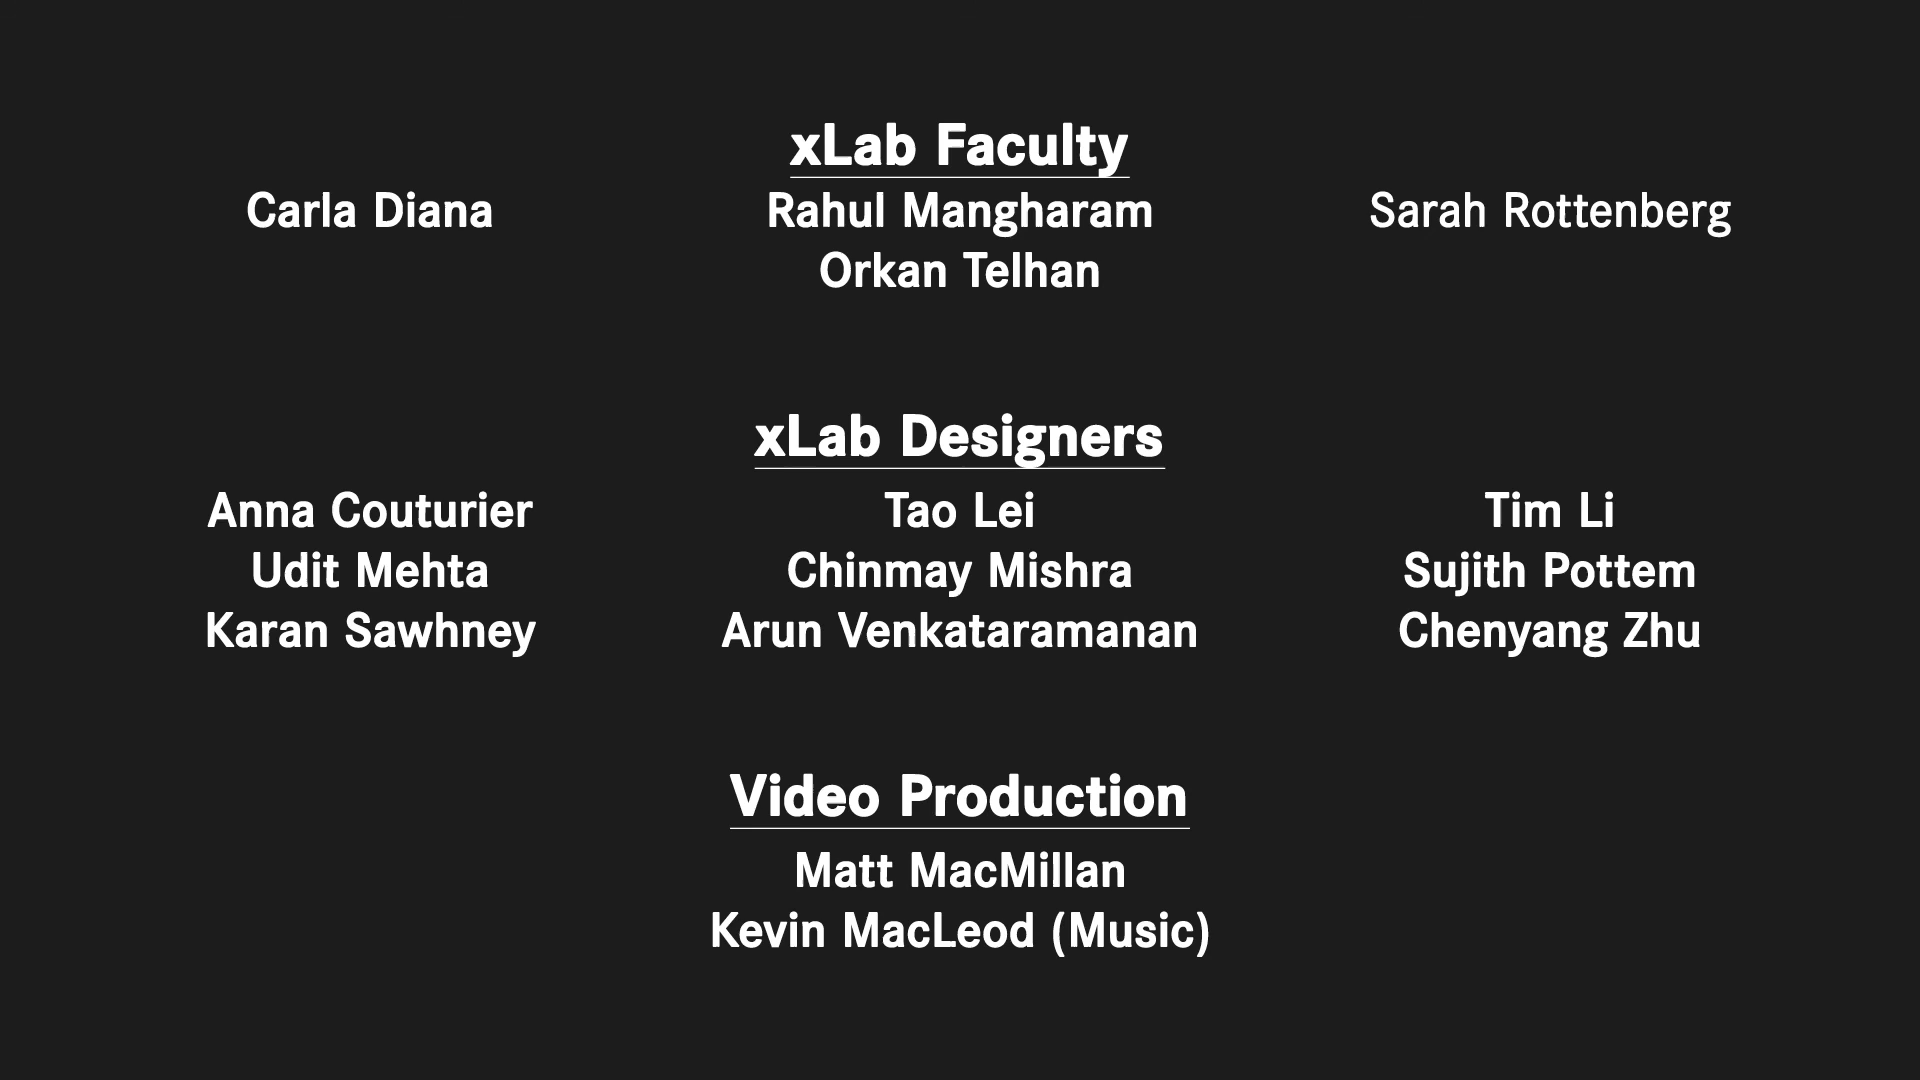 xLab Faculty
Carla Diana Rahul Mangharam Sarah Rottenberg
Orkan Telhan
xLab Designers
Anna Couturier Tao Lei Tim Li
Udit Mehta Chinmay Mishra Sujith Pottem
Karan Sawhney Arun Venkataramanan Chenyang Zhu
Video Production
Matt MacMillan
Kevin MacLeod (Music)